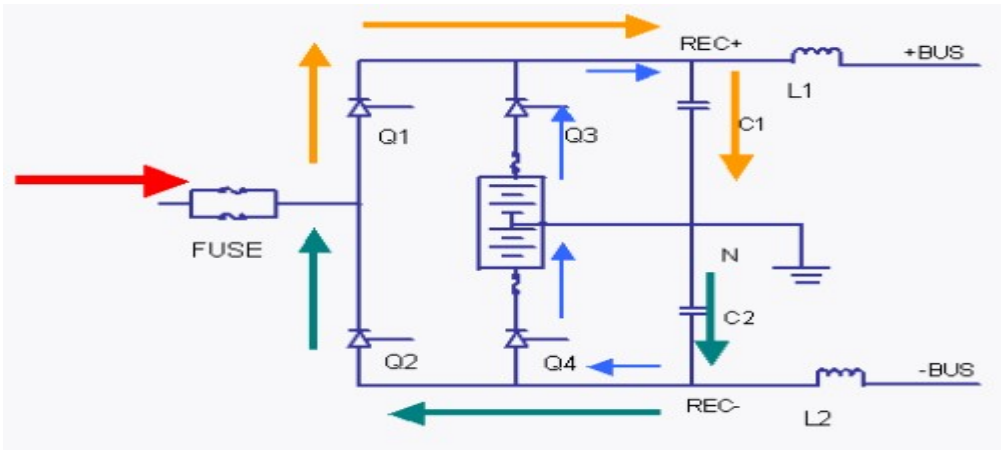 REC+
+BUS
L1
Q1
Q3
C1
FUSE
N
C2
Q2
Q4
-BUS
REC-
L2